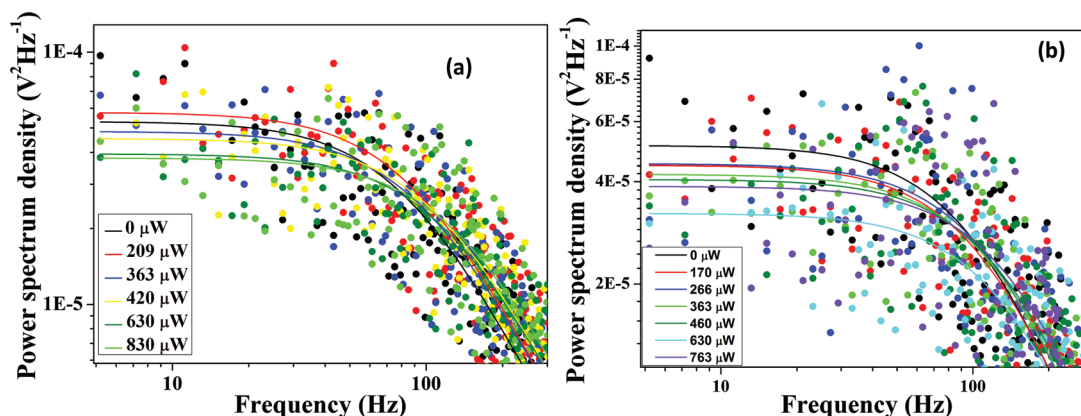 (a)
Power spectrum density (V²Hz⁻¹)
1E-4
1E-5
0 µW
209 µW
363 µW
420 µW
630 µW
830 µW
10
100
Frequency (Hz)
(b)
Power spectrum density (V²Hz⁻¹)
1E-4
8E-5
6E-5
4E-5
2E-5
0 µW
170 µW
266 µW
363 µW
460 µW
630 µW
763 µW
10
100
Frequency (Hz)